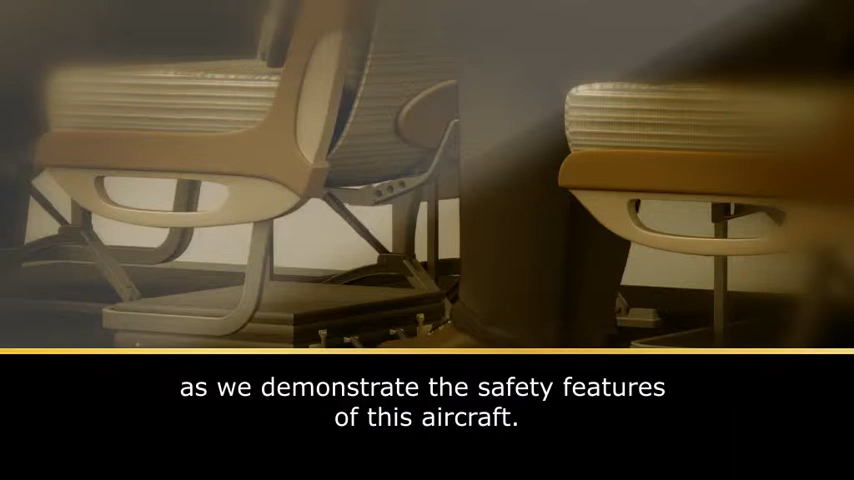 as we demonstrate the safety features
of this aircraft.